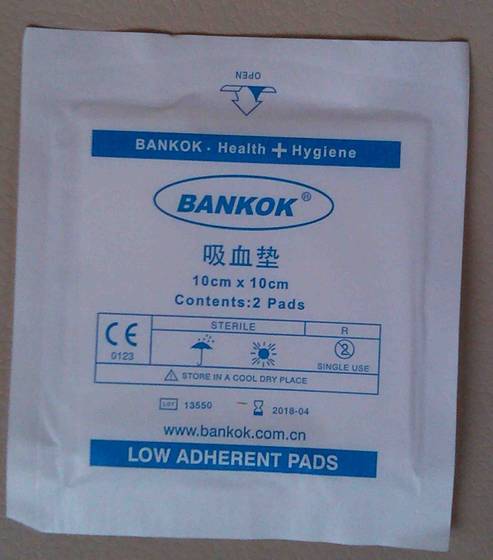 OPEN
BANKOK · Health + Hygiene
BANKOK ®
吸血垫
10cm x 10cm
Contents:2 Pads
CE 0123
STERILE R
2
SINGLE USE
STORE IN A COOL DRY PLACE
LOT 13550 2018-04
www.bankok.com.cn
LOW ADHERENT PADS